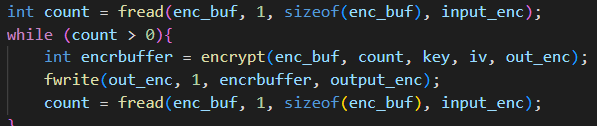 int count = fread(enc_buf, 1, sizeof(enc_buf), input_enc);
while (count > 0){
    int encrbuffer = encrypt(enc_buf, count, key, iv, out_enc);
    fwrite(out_enc, 1, encrbuffer, output_enc);
    count = fread(enc_buf, 1, sizeof(enc_buf), input_enc);
}